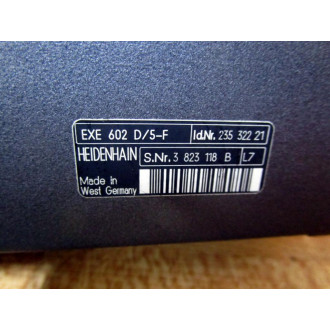 EXE 602 D/5-F Id.Nr. 235 322 21
HEIDENHAIN S.Nr. 3 823 118 B L7
Made in
West Germany